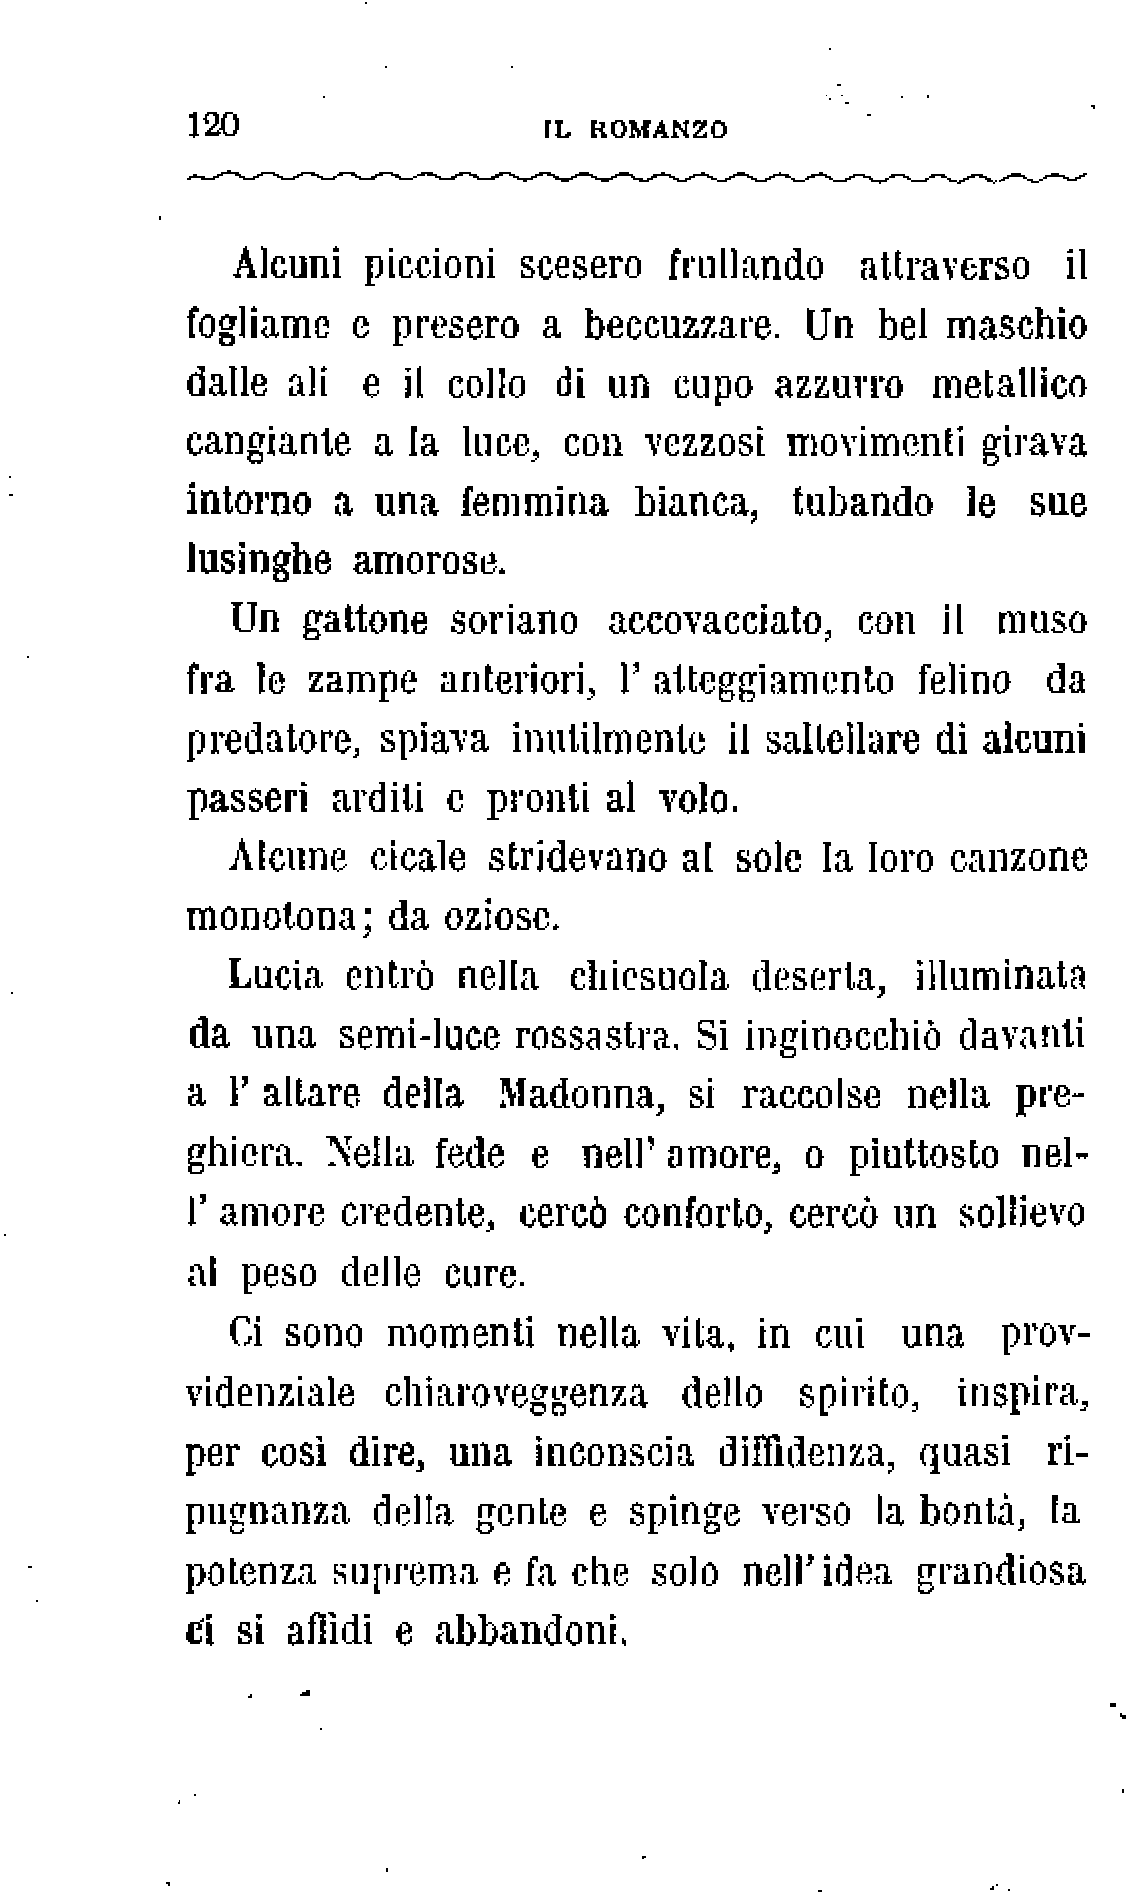 120 IL ROMANZO
Alcuni piccioni scesero frullando attraverso il
fogliame e presero a beccuzzare. Un bel maschio
dalle ali e il collo di un cupo azzurro metallico
cangiante a la luce, con vezzosi movimenti girava
intorno a una femmina bianca, tubando le sue
lusinghe amorose.
Un gattone soriano accovacciato, con il muso
fra le zampe anteriori, l' atteggiamento felino da
predatore, spiava inutilmente il saltellare di alcuni
passeri arditi e pronti al volo.
Alcune cicale stridevano al sole la loro canzone
monotona; da oziose.
Lucia entrò nella chiesuola deserta, illuminata
da una semi-luce rossastra. Si inginocchiò davanti
a l' altare della Madonna, si raccolse nella pre-
ghiera. Nella fede e nell' amore, o piuttosto nel-
l' amore credente, cercò conforto, cercò un sollievo
al peso delle cure.
Ci sono momenti nella vita, in cui una prov-
videnziale chiaroveggenza dello spirito, inspira,
per così dire, una inconscia diffidenza, quasi ri-
pugnanza della gente e spinge verso la bontà, la
potenza suprema e fa che solo nell' idea grandiosa
ci si affidi e abbandoni.